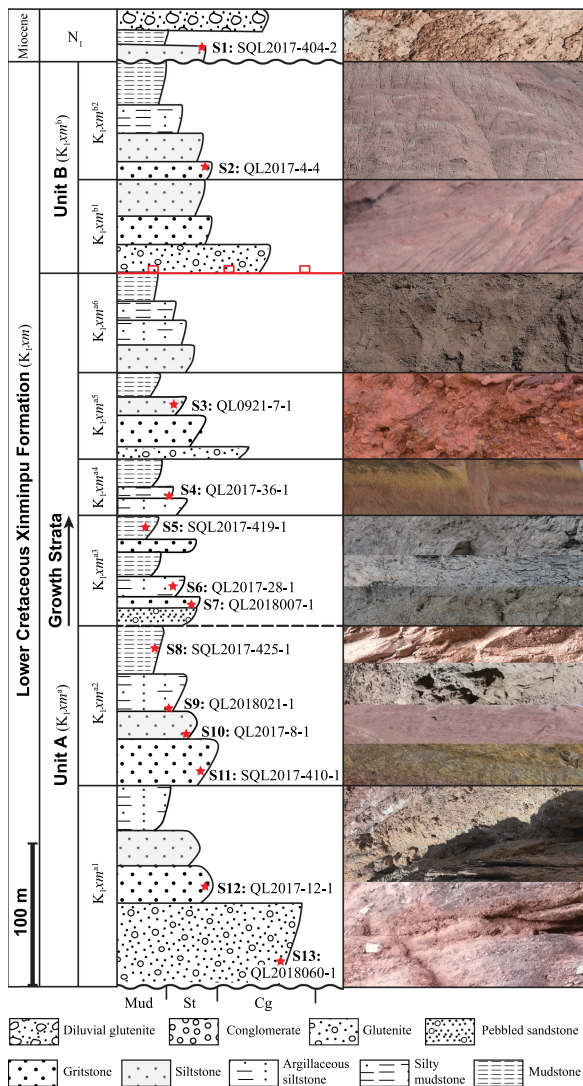 Miocene
N₁
S1: SQL2017-404-2
Lower Cretaceous Xinminpu Formation (K₁xm)
Unit B (K₁xmᵇ)
K₁xmᵇ²
S2: QL2017-4-4
K₁xmᵇ¹
Growth Strata
Unit A (K₁xmᵃ)
K₁xmᵃ⁶
K₁xmᵃ⁵
S3: QL0921-7-1
K₁xmᵃ⁴
S4: QL2017-36-1
K₁xmᵃ³
S5: SQL2017-419-1
S6: QL2017-28-1
S7: QL2018007-1
K₁xmᵃ²
S8: SQL2017-425-1
S9: QL2018021-1
S10: QL2017-8-1
S11: SQL2017-410-1
K₁xmᵃ¹
S12: QL2017-12-1
S13:
QL2018060-1
100 m
Mud St Cg
Diluvial glutenite
Conglomerate
Glutenite
Pebbled sandstone
Gritstone
Siltstone
Argillaceous
siltstone
Silty
mudstone
Mudstone